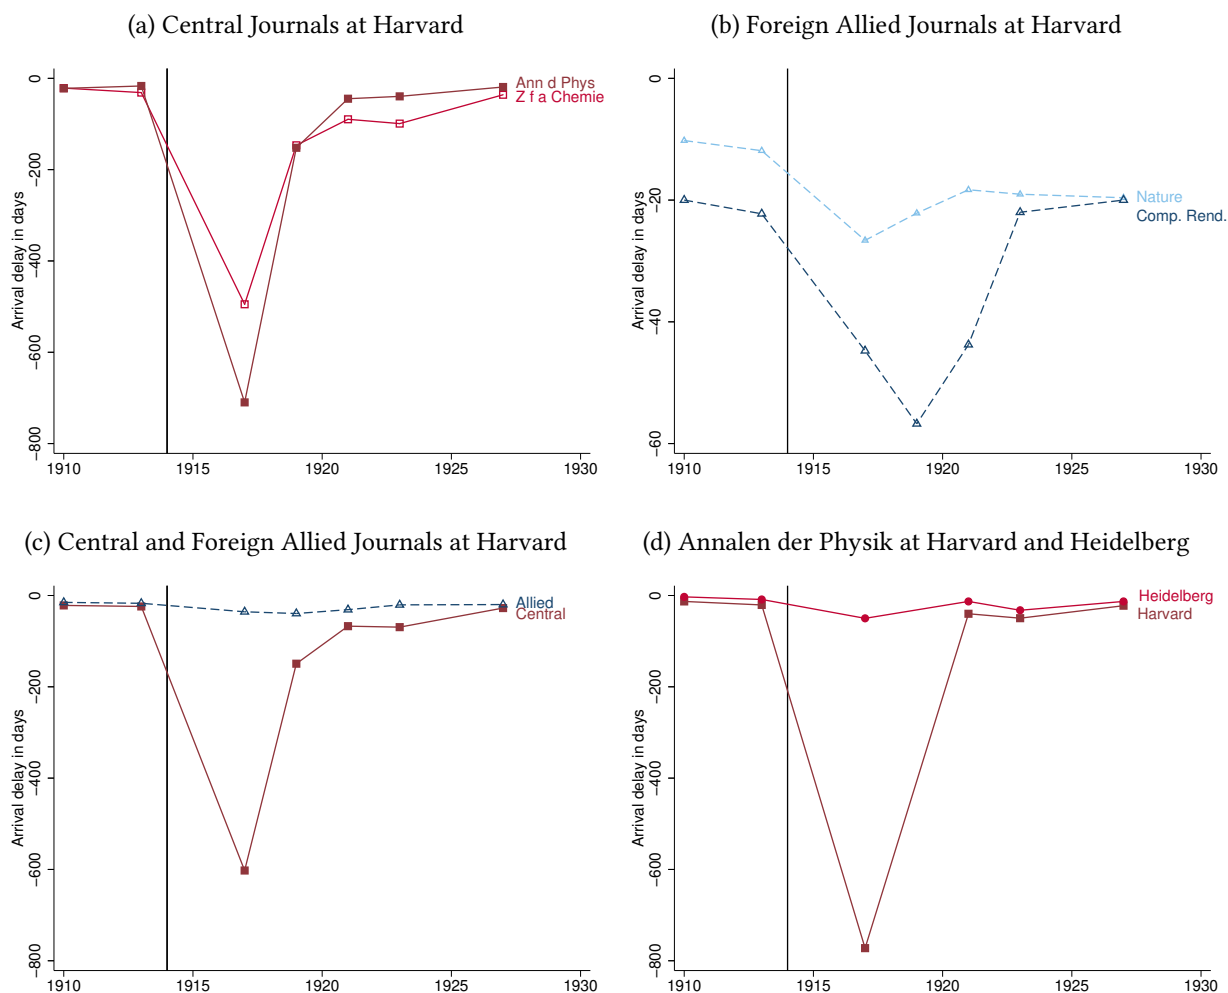 (a) Central Journals at Harvard
Arrival delay in days
0
−200
−400
−600
−800
1910 1915 1920 1925 1930
Ann d Phys
Z f a Chemie
(b) Foreign Allied Journals at Harvard
Arrival delay in days
0
−20
−40
−60
1910 1915 1920 1925 1930
Nature
Comp. Rend.
(c) Central and Foreign Allied Journals at Harvard
Arrival delay in days
0
−200
−400
−600
−800
1910 1915 1920 1925 1930
Allied
Central
(d) Annalen der Physik at Harvard and Heidelberg
Arrival delay in days
0
−200
−400
−600
−800
1910 1915 1920 1925 1930
Heidelberg
Harvard